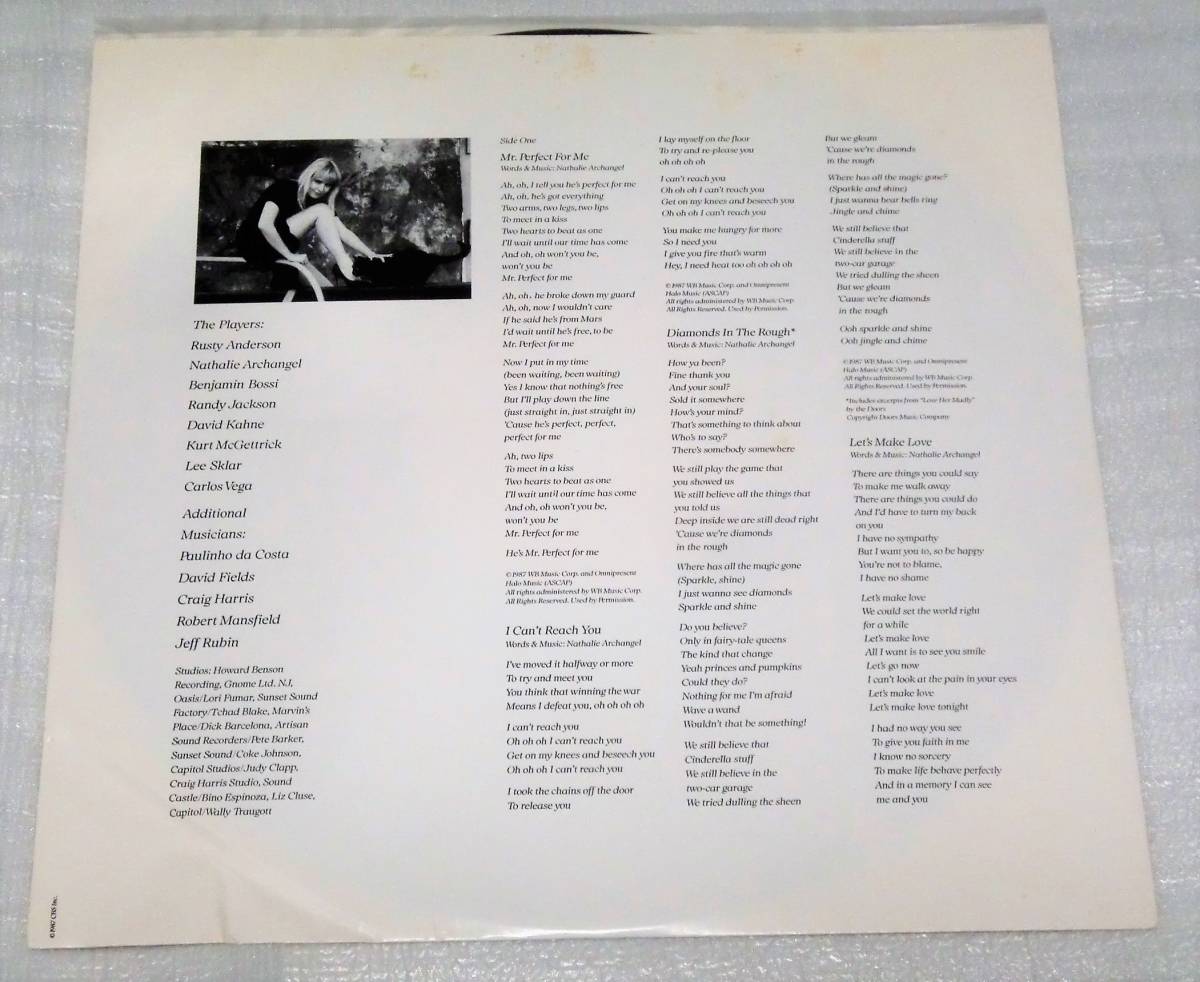 The Players:
Rusty Anderson
Nathalie Archangel
Benjamin Bossi
Randy Jackson
David Kahne
Kurt McGettrick
Lee Sklar
Carlos Vega
Additional
Musicians:
Paulinho da Costa
David Fields
Craig Harris
Robert Mansfield
Jeff Rubin
Studios: Howard Benson
Recording, Gnome Ltd. NJ,
Oasis/Lori Fumar, Sunset Sound
Factory/Tchad Blake, Marvin's
Place/Dick Barcelona, Artisan
Sound Recorders/Pete Barker,
Sunset Sound/Coke Johnson,
Capitol Studios/Judy Clapp,
Craig Harris Studio, Sound
Castle/Bino Espinoza, Liz Cluse,
Capitol/Wally Traugott
©1987 CBS Inc.
Side One
Mr. Perfect For Me
Words & Music: Nathalie Archangel
Ah, oh, I tell you he's perfect for me
Ah, oh, he's got everything
Two arms, two legs, two lips
To meet in a kiss
Two hearts to beat as one
I'll wait until our time has come
And oh, oh won't you be,
won't you be
Mr. Perfect for me
Ah, oh, he broke down my guard
Ah, oh, now I wouldn't care
If he said he's from Mars
I'd wait until he's free, to be
Mr. Perfect for me
Now I put in my time
(been waiting, been waiting)
Yes I know that nothing's free
But I'll play down the line
(just straight in, just straight in)
'Cause he's perfect, perfect,
perfect for me
Ah, two lips
To meet in a kiss
Two hearts to beat as one
I'll wait until our time has come
And oh, oh won't you be,
won't you be
Mr. Perfect for me
He's Mr. Perfect for me
©1987 WB Music Corp. and Omnipresent
Halo Music (ASCAP)
All rights administered by WB Music Corp.
All Rights Reserved. Used by Permission.
I Can't Reach You
Words & Music: Nathalie Archangel
I've moved it halfway or more
To try and meet you
You think that winning the war
Means I defeat you, oh oh oh oh
I can't reach you
Oh oh oh I can't reach you
Get on my knees and beseech you
Oh oh oh I can't reach you
I took the chains off the door
To release you
I lay myself on the floor
To try and re-please you
oh oh oh oh
I can't reach you
Oh oh oh I can't reach you
Get on my knees and beseech you
Oh oh oh I can't reach you
You make me hungry for more
So I need you
I give you fire that's warm
Hey, I need heat too oh oh oh oh
©1987 WB Music Corp. and Omnipresent
Halo Music (ASCAP)
All rights administered by WB Music Corp.
All Rights Reserved. Used by Permission.
Diamonds In The Rough*
Words & Music: Nathalie Archangel
How ya been?
Fine thank you
And your soul?
Sold it somewhere
How's your mind?
That's something to think about
Who's to say?
There's somebody somewhere
We still play the game that
you showed us
We still believe all the things that
you told us
Deep inside we are still dead right
'Cause we're diamonds
in the rough
Where has all the magic gone
(Sparkle, shine)
I just wanna see diamonds
Sparkle and shine
Do you believe?
Only in fairy-tale queens
The kind that change
Yeah princes and pumpkins
Could they do?
Nothing for me I'm afraid
Wave a wand
Wouldn't that be something!
We still believe that
Cinderella stuff
We still believe in the
two-car garage
We tried dulling the sheen
But we gleam
'Cause we're diamonds
in the rough
Where has all the magic gone?
(Sparkle and shine)
I just wanna hear bells ring
Jingle and chime
We still believe that
Cinderella stuff
We still believe in the
two-car garage
We tried dulling the sheen
But we gleam
'Cause we're diamonds
in the rough
Ooh sparkle and shine
Ooh jingle and chime
©1987 WB Music Corp. and Omnipresent
Halo Music (ASCAP)
All rights administered by WB Music Corp.
All Rights Reserved. Used by Permission.
*Includes excerpts from "Love Her Madly"
by the Doors
Copyright Doors Music Company
Let's Make Love
Words & Music: Nathalie Archangel
There are things you could say
To make me walk away
There are things you could do
And I'd have to turn my back
on you
I have no sympathy
But I want you to, so be happy
You're not to blame,
I have no shame
Let's make love
We could set the world right
for a while
Let's make love
All I want is to see you smile
Let's go now
I can't look at the pain in your eyes
Let's make love
Let's make love tonight
I had no way you see
To give you faith in me
I know no sorcery
To make life behave perfectly
And in a memory I can see
me and you